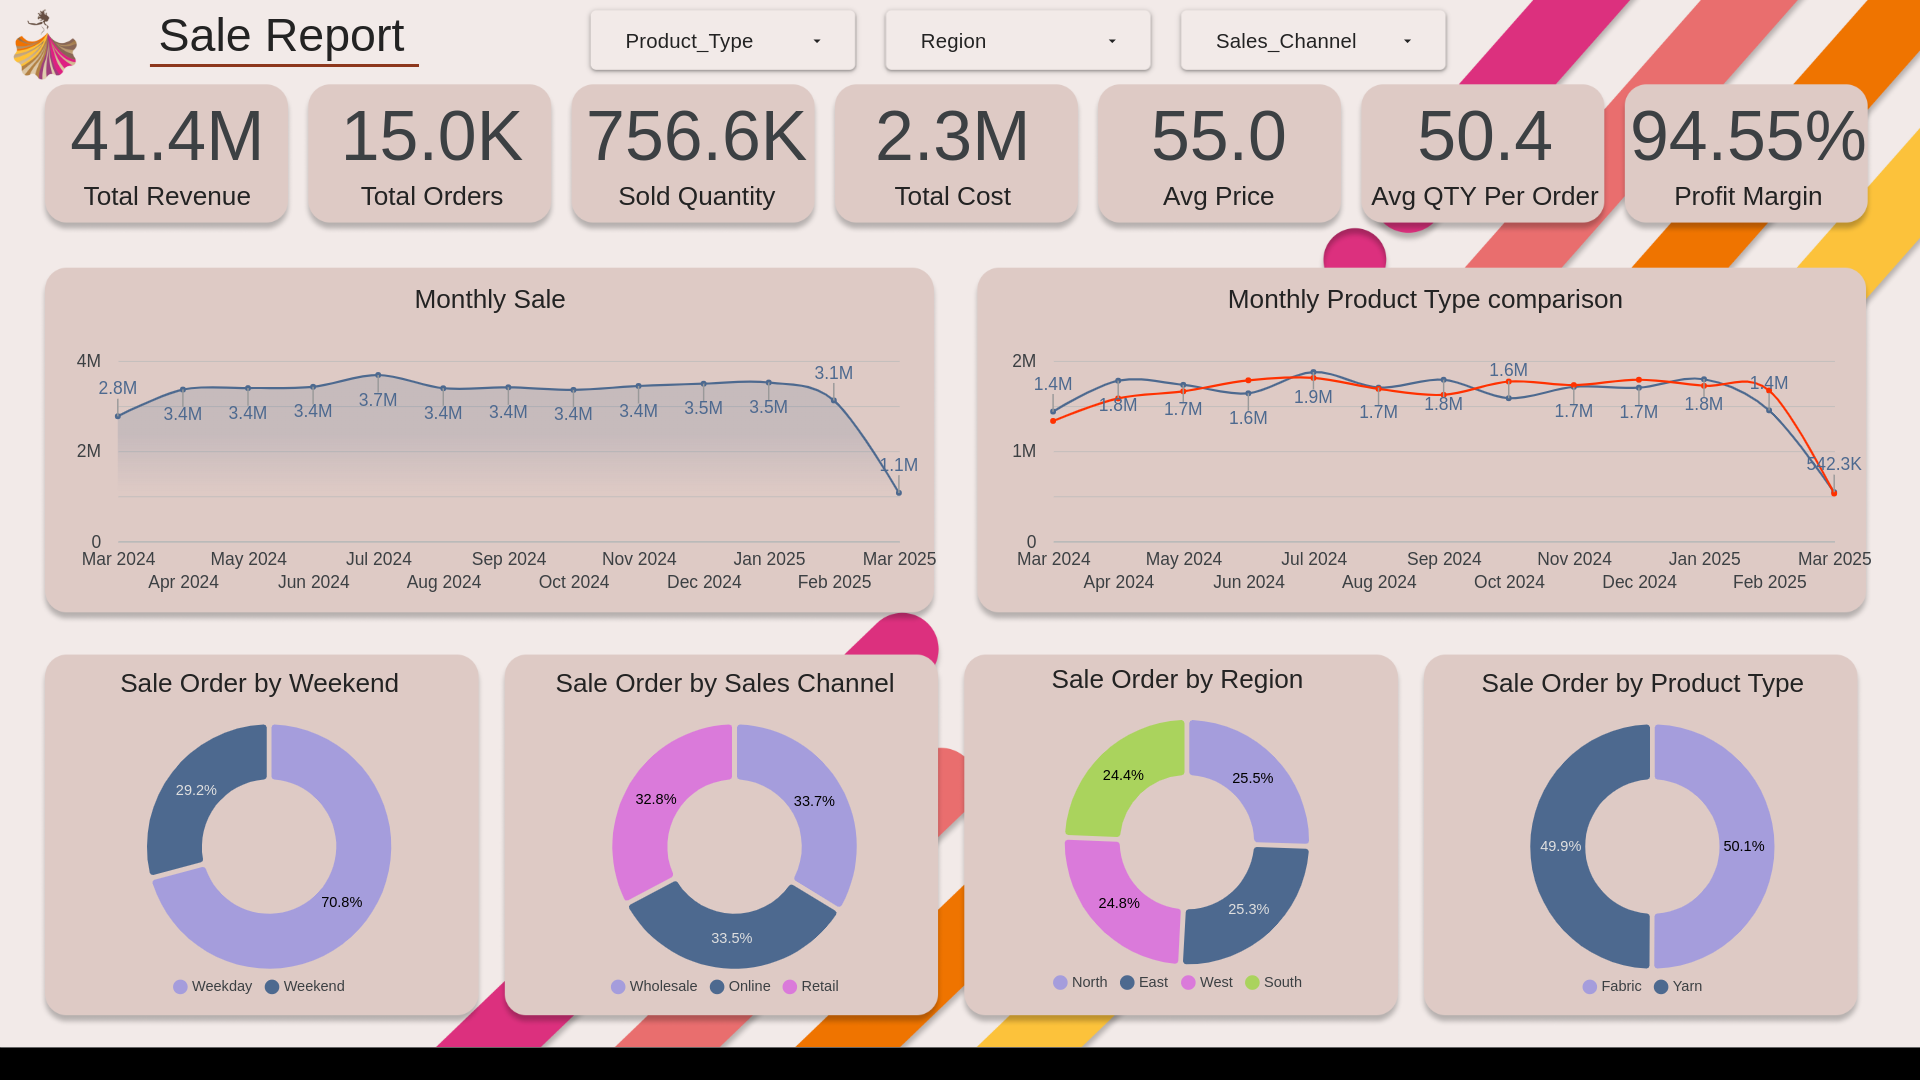 Sale Report
Product_Type
Region
Sales_Channel
41.4M
Total Revenue
15.0K
Total Orders
756.6K
Sold Quantity
2.3M
Total Cost
55.0
Avg Price
50.4
Avg QTY Per Order
94.55%
Profit Margin
Monthly Sale
4M
2M
0
2.8M
3.4M
3.4M
3.4M
3.7M
3.4M
3.4M
3.4M
3.4M
3.5M
3.5M
3.1M
1.1M
Mar 2024
Apr 2024
May 2024
Jun 2024
Jul 2024
Aug 2024
Sep 2024
Oct 2024
Nov 2024
Dec 2024
Jan 2025
Feb 2025
Mar 2025
Monthly Product Type comparison
2M
1M
0
1.4M
1.8M
1.7M
1.6M
1.9M
1.7M
1.8M
1.6M
1.7M
1.7M
1.8M
1.4M
542.3K
Mar 2024
Apr 2024
May 2024
Jun 2024
Jul 2024
Aug 2024
Sep 2024
Oct 2024
Nov 2024
Dec 2024
Jan 2025
Feb 2025
Mar 2025
Sale Order by Weekend
29.2%
70.8%
Weekday
Weekend
Sale Order by Sales Channel
32.8%
33.7%
33.5%
Wholesale
Online
Retail
Sale Order by Region
24.4%
25.5%
24.8%
25.3%
North
East
West
South
Sale Order by Product Type
49.9%
50.1%
Fabric
Yarn